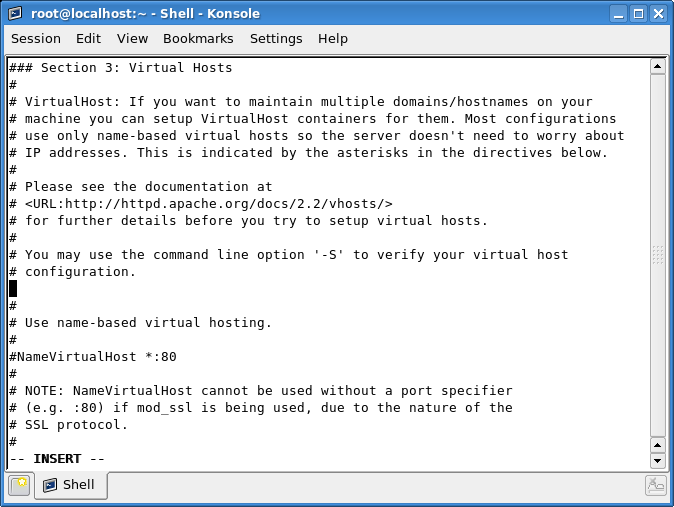 root@localhost:~ - Shell - Konsole
Session Edit View Bookmarks Settings Help
### Section 3: Virtual Hosts
#
# VirtualHost: If you want to maintain multiple domains/hostnames on your
# machine you can setup VirtualHost containers for them. Most configurations
# use only name-based virtual hosts so the server doesn't need to worry about
# IP addresses. This is indicated by the asterisks in the directives below.
#
# Please see the documentation at
# <URL:http://httpd.apache.org/docs/2.2/vhosts/>
# for further details before you try to setup virtual hosts.
#
# You may use the command line option '-S' to verify your virtual host
# configuration.
#
# Use name-based virtual hosting.
#
#NameVirtualHost *:80
#
# NOTE: NameVirtualHost cannot be used without a port specifier
# (e.g. :80) if mod_ssl is being used, due to the nature of the
# SSL protocol.
#
-- INSERT --
Shell